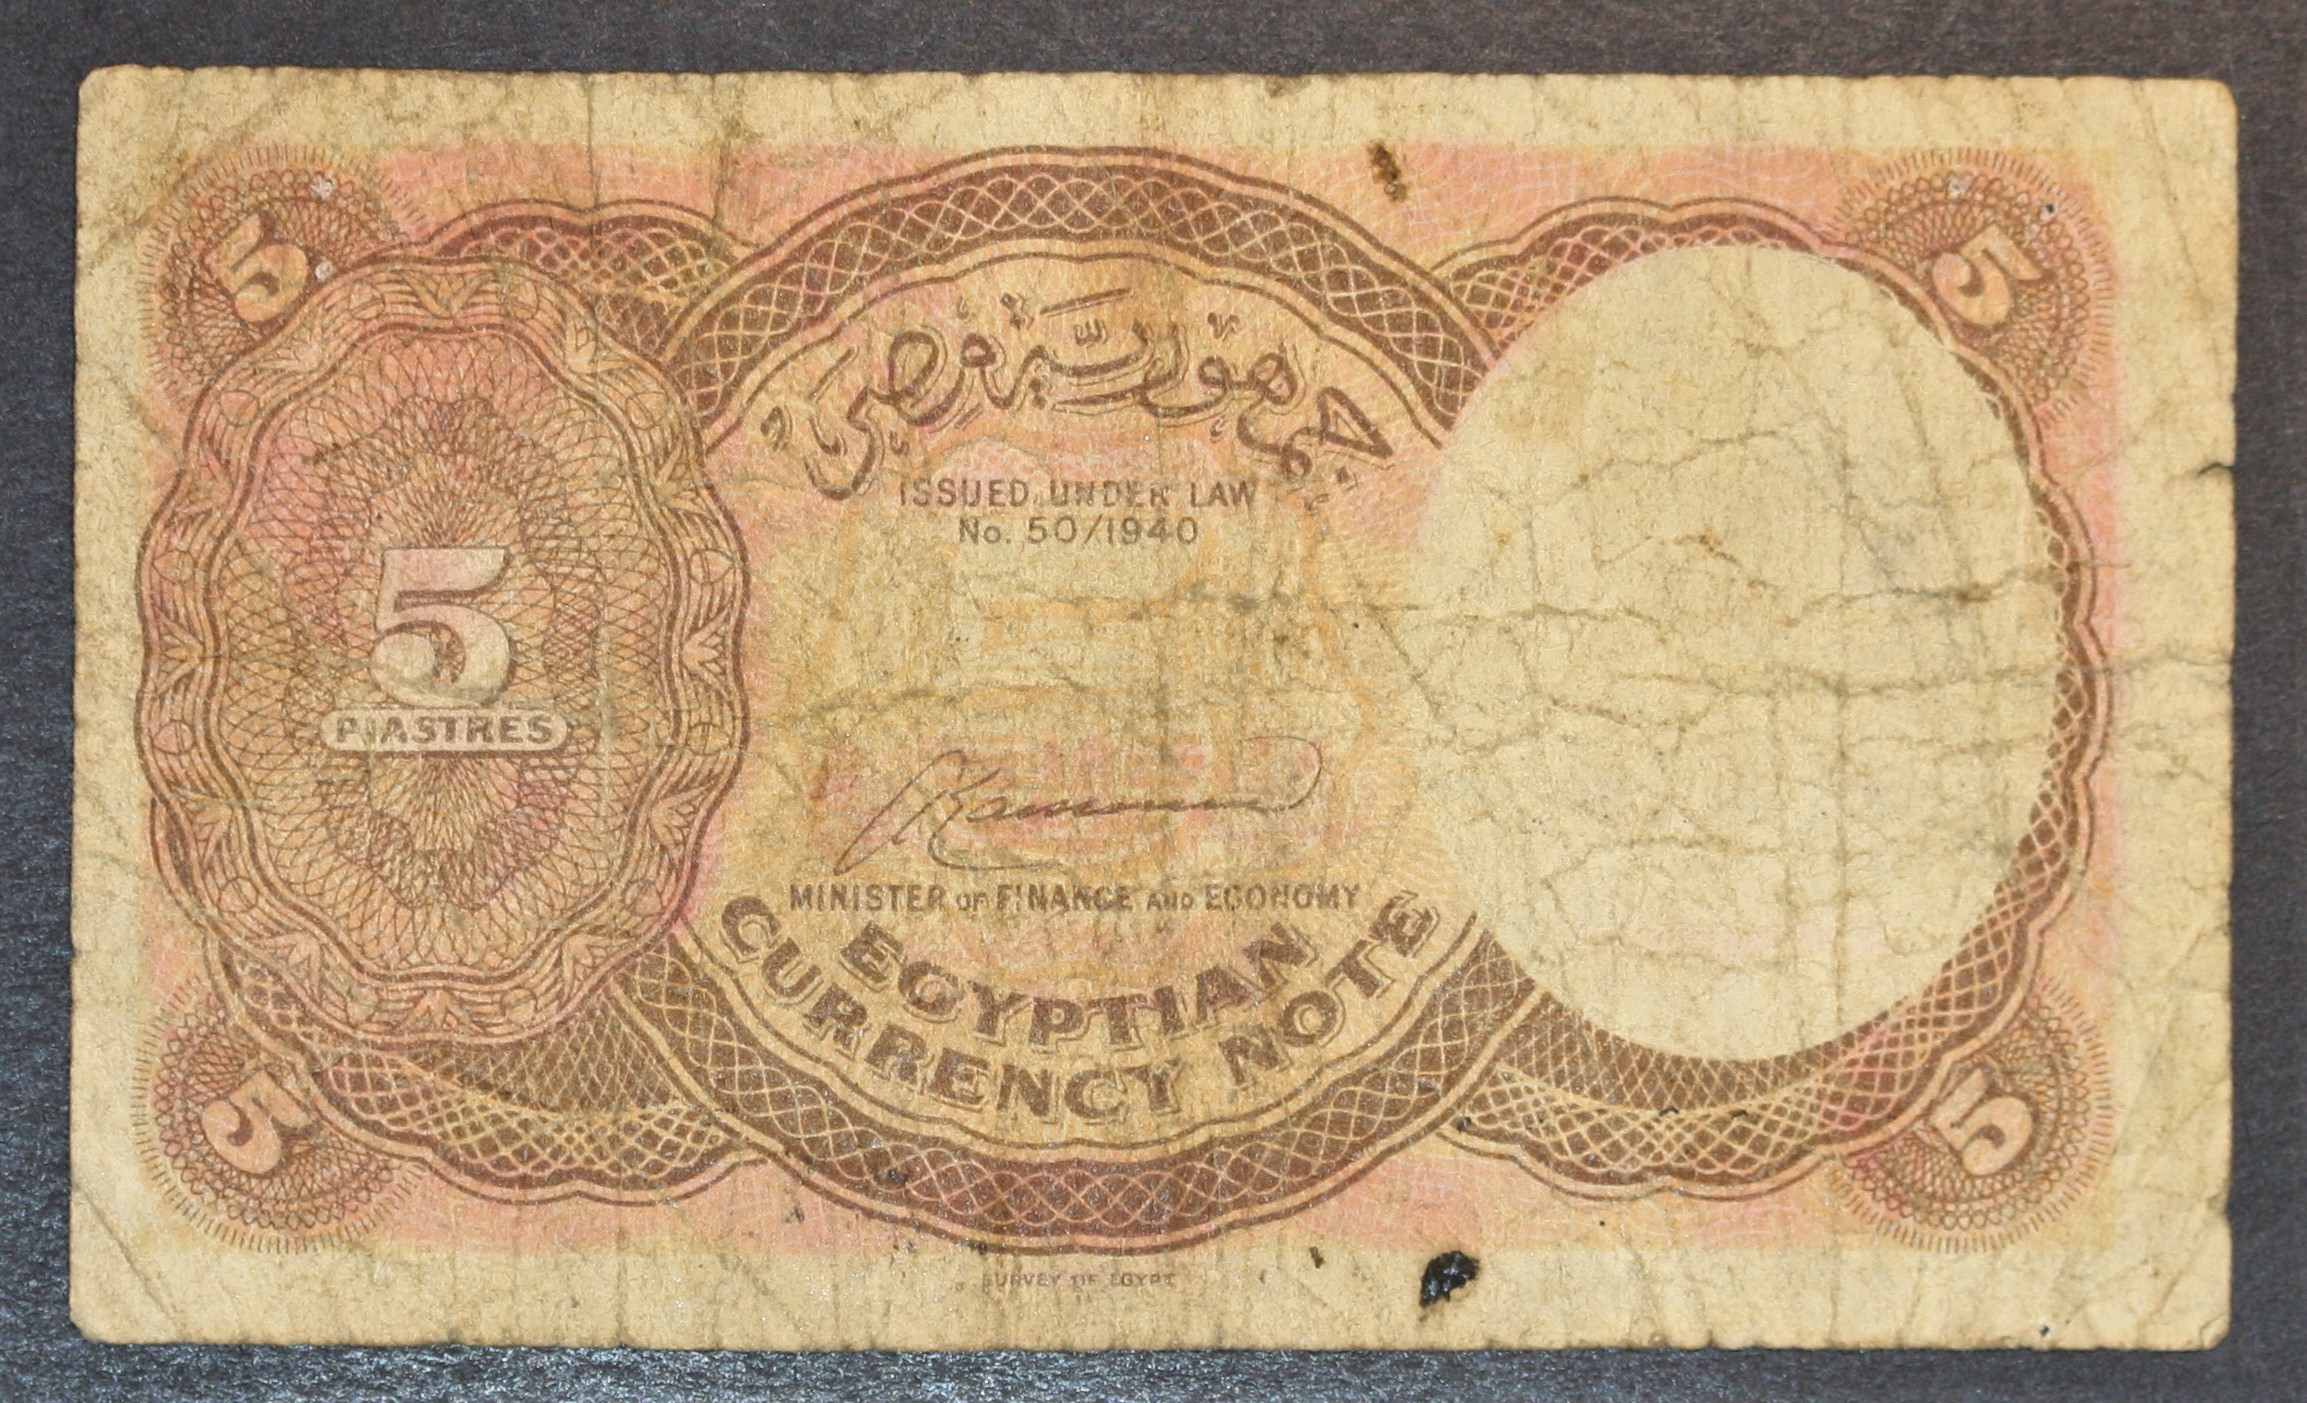 5
5
جمهورية مصر
ISSUED UNDER LAW
No. 50/1940
5
PIASTRES
MINISTER OF FINANCE AND ECONOMY
EGYPTIAN
CURRENCY NOTE
5
5
SURVEY OF EGYPT